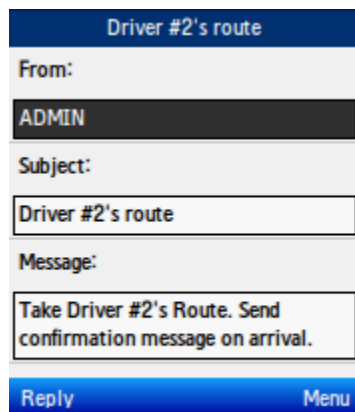 Driver #2's route
From:
ADMIN
Subject:
Driver #2's route
Message:
Take Driver #2's Route. Send
confirmation message on arrival.
Reply Menu